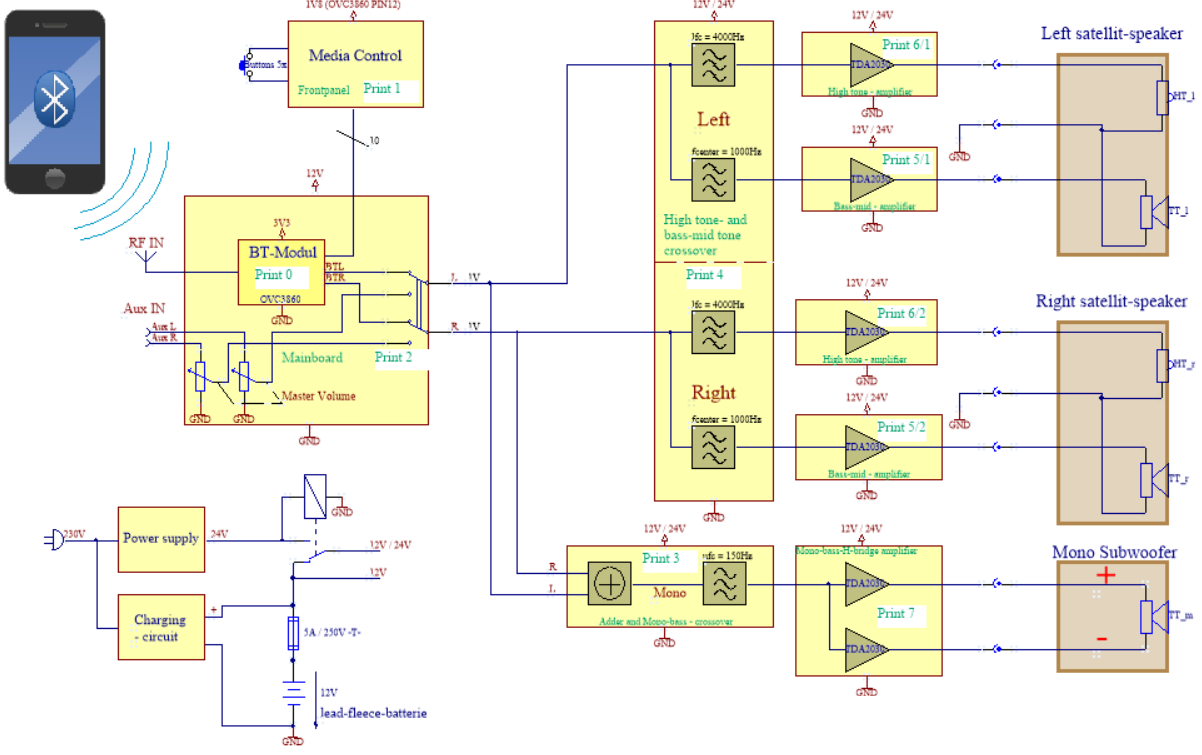 1V8 (OVC3860 PIN12)
Media Control
Buttons 5x
Frontpanel
Print 1
10
12V
3V3
RF IN
BT-Modul
Print 0
OVC3860
GND
BTL
BTR
L
1V
R
1V
Aux IN
Aux L
Aux R
Mainboard
Print 2
Master Volume
GND
GND
GND
12V / 24V
fc = 4000Hz
Left
fcenter = 1000Hz
High tone- and
bass-mid tone
crossover
Print 4
fc = 4000Hz
Right
fcenter = 1000Hz
GND
12V / 24V
Print 6/1
TDA2030
High tone - amplifier
GND
12V / 24V
Print 5/1
TDA2030
Bass-mid - amplifier
GND
12V / 24V
Print 6/2
TDA2030
High tone - amplifier
GND
12V / 24V
Print 5/2
TDA2030
Bass-mid - amplifier
GND
Left satellit-speaker
HT_l
GND
TT_l
Right satellit-speaker
HT_r
GND
TT_r
230V
Power supply
24V
GND
12V / 24V
12V
Charging
- circuit
+
5A / 250V -T-
12V
lead-fleece-batterie
GND
12V / 24V
Print 3
fc = 150Hz
R
L
Mono
Adder and Mono-bass - crossover
GND
12V / 24V
Mono-bass-H-bridge amplifier
TDA2030
Print 7
TDA2030
GND
Mono Subwoofer
+
TT_m
-